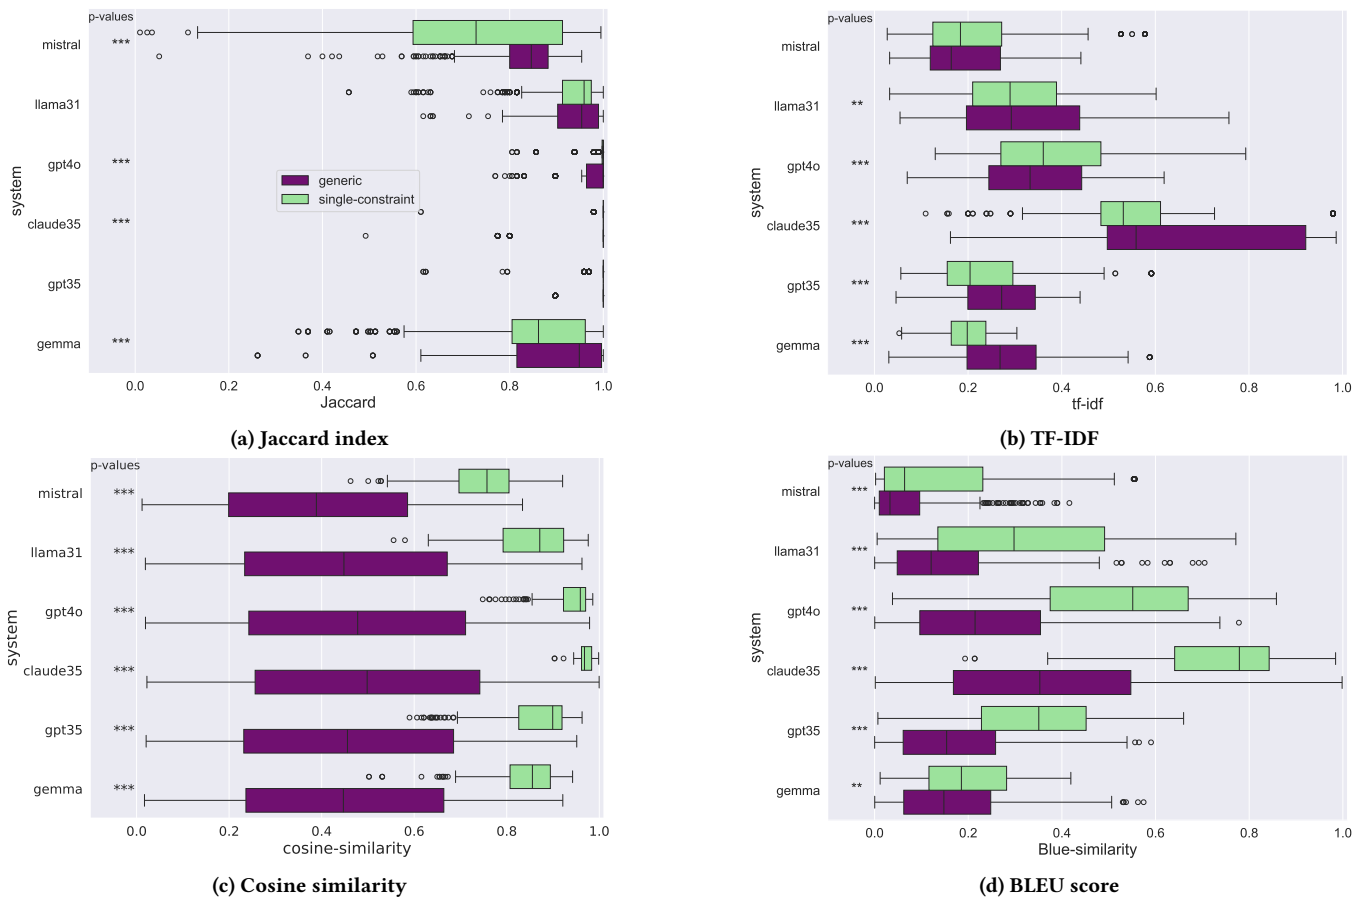 p-values
mistral ***
llama31
gpt4o ***
claude35 ***
gpt35
gemma ***
system
generic
single-constraint
0.0 0.2 0.4 0.6 0.8 1.0
Jaccard
(a) Jaccard index
p-values
mistral
llama31 **
gpt4o ***
claude35 ***
gpt35 ***
gemma ***
system
0.0 0.2 0.4 0.6 0.8 1.0
tf-idf
(b) TF-IDF
p-values
mistral ***
llama31 ***
gpt4o ***
claude35 ***
gpt35 ***
gemma ***
system
0.0 0.2 0.4 0.6 0.8 1.0
cosine-similarity
(c) Cosine similarity
p-values
mistral ***
llama31 ***
gpt4o ***
claude35 ***
gpt35 ***
gemma **
system
0.0 0.2 0.4 0.6 0.8 1.0
Blue-similarity
(d) BLEU score